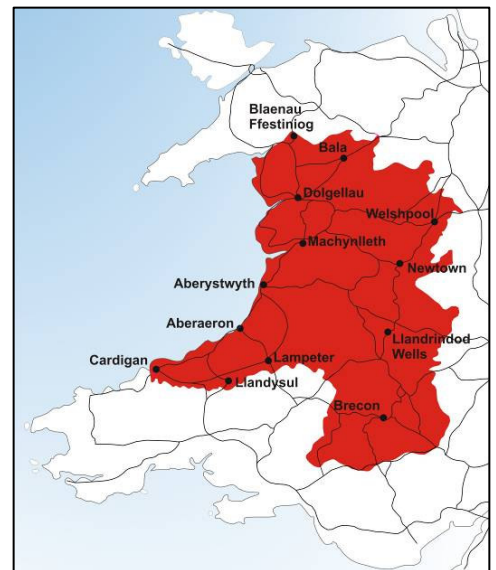 Blaenau
Ffestiniog
Bala
Dolgellau
Welshpool
Machynlleth
Newtown
Aberystwyth
Aberaeron
Llandrindod
Wells
Cardigan
Lampeter
Llandysul
Brecon